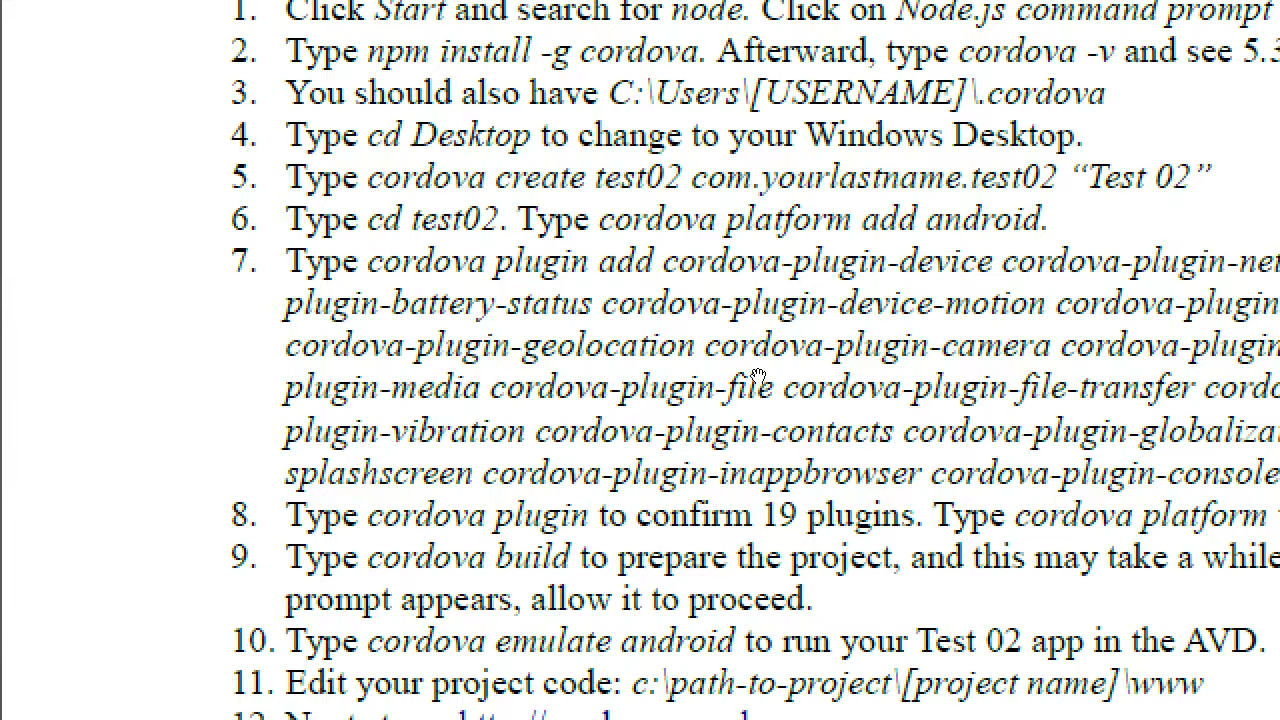 1. Click Start and search for node. Click on Node.js command prompt
2. Type npm install -g cordova. Afterward, type cordova -v and see 5.3
3. You should also have C:\Users\[USERNAME]\.cordova
4. Type cd Desktop to change to your Windows Desktop.
5. Type cordova create test02 com.yourlastname.test02 “Test 02”
6. Type cd test02. Type cordova platform add android.
7. Type cordova plugin add cordova-plugin-device cordova-plugin-net
plugin-battery-status cordova-plugin-device-motion cordova-plugin
cordova-plugin-geolocation cordova-plugin-camera cordova-plugin
plugin-media cordova-plugin-file cordova-plugin-file-transfer cordo
plugin-vibration cordova-plugin-contacts cordova-plugin-globaliza
splashscreen cordova-plugin-inappbrowser cordova-plugin-console
8. Type cordova plugin to confirm 19 plugins. Type cordova platform
9. Type cordova build to prepare the project, and this may take a while
prompt appears, allow it to proceed.
10. Type cordova emulate android to run your Test 02 app in the AVD.
11. Edit your project code: c:\path-to-project\[project name]\www